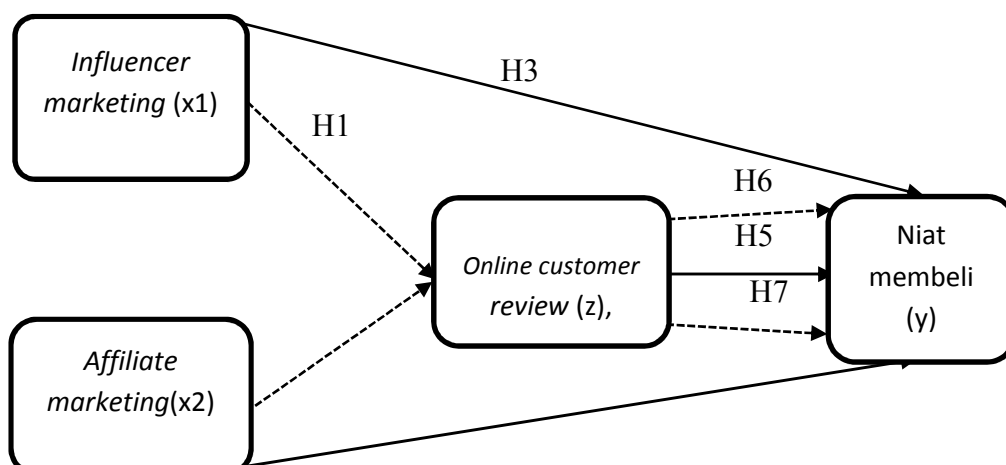 Influencer
marketing (x1)
H3
H1
H6
H5
H7
Online customer
review (z),
Niat
membeli
(y)
Affiliate
marketing(x2)